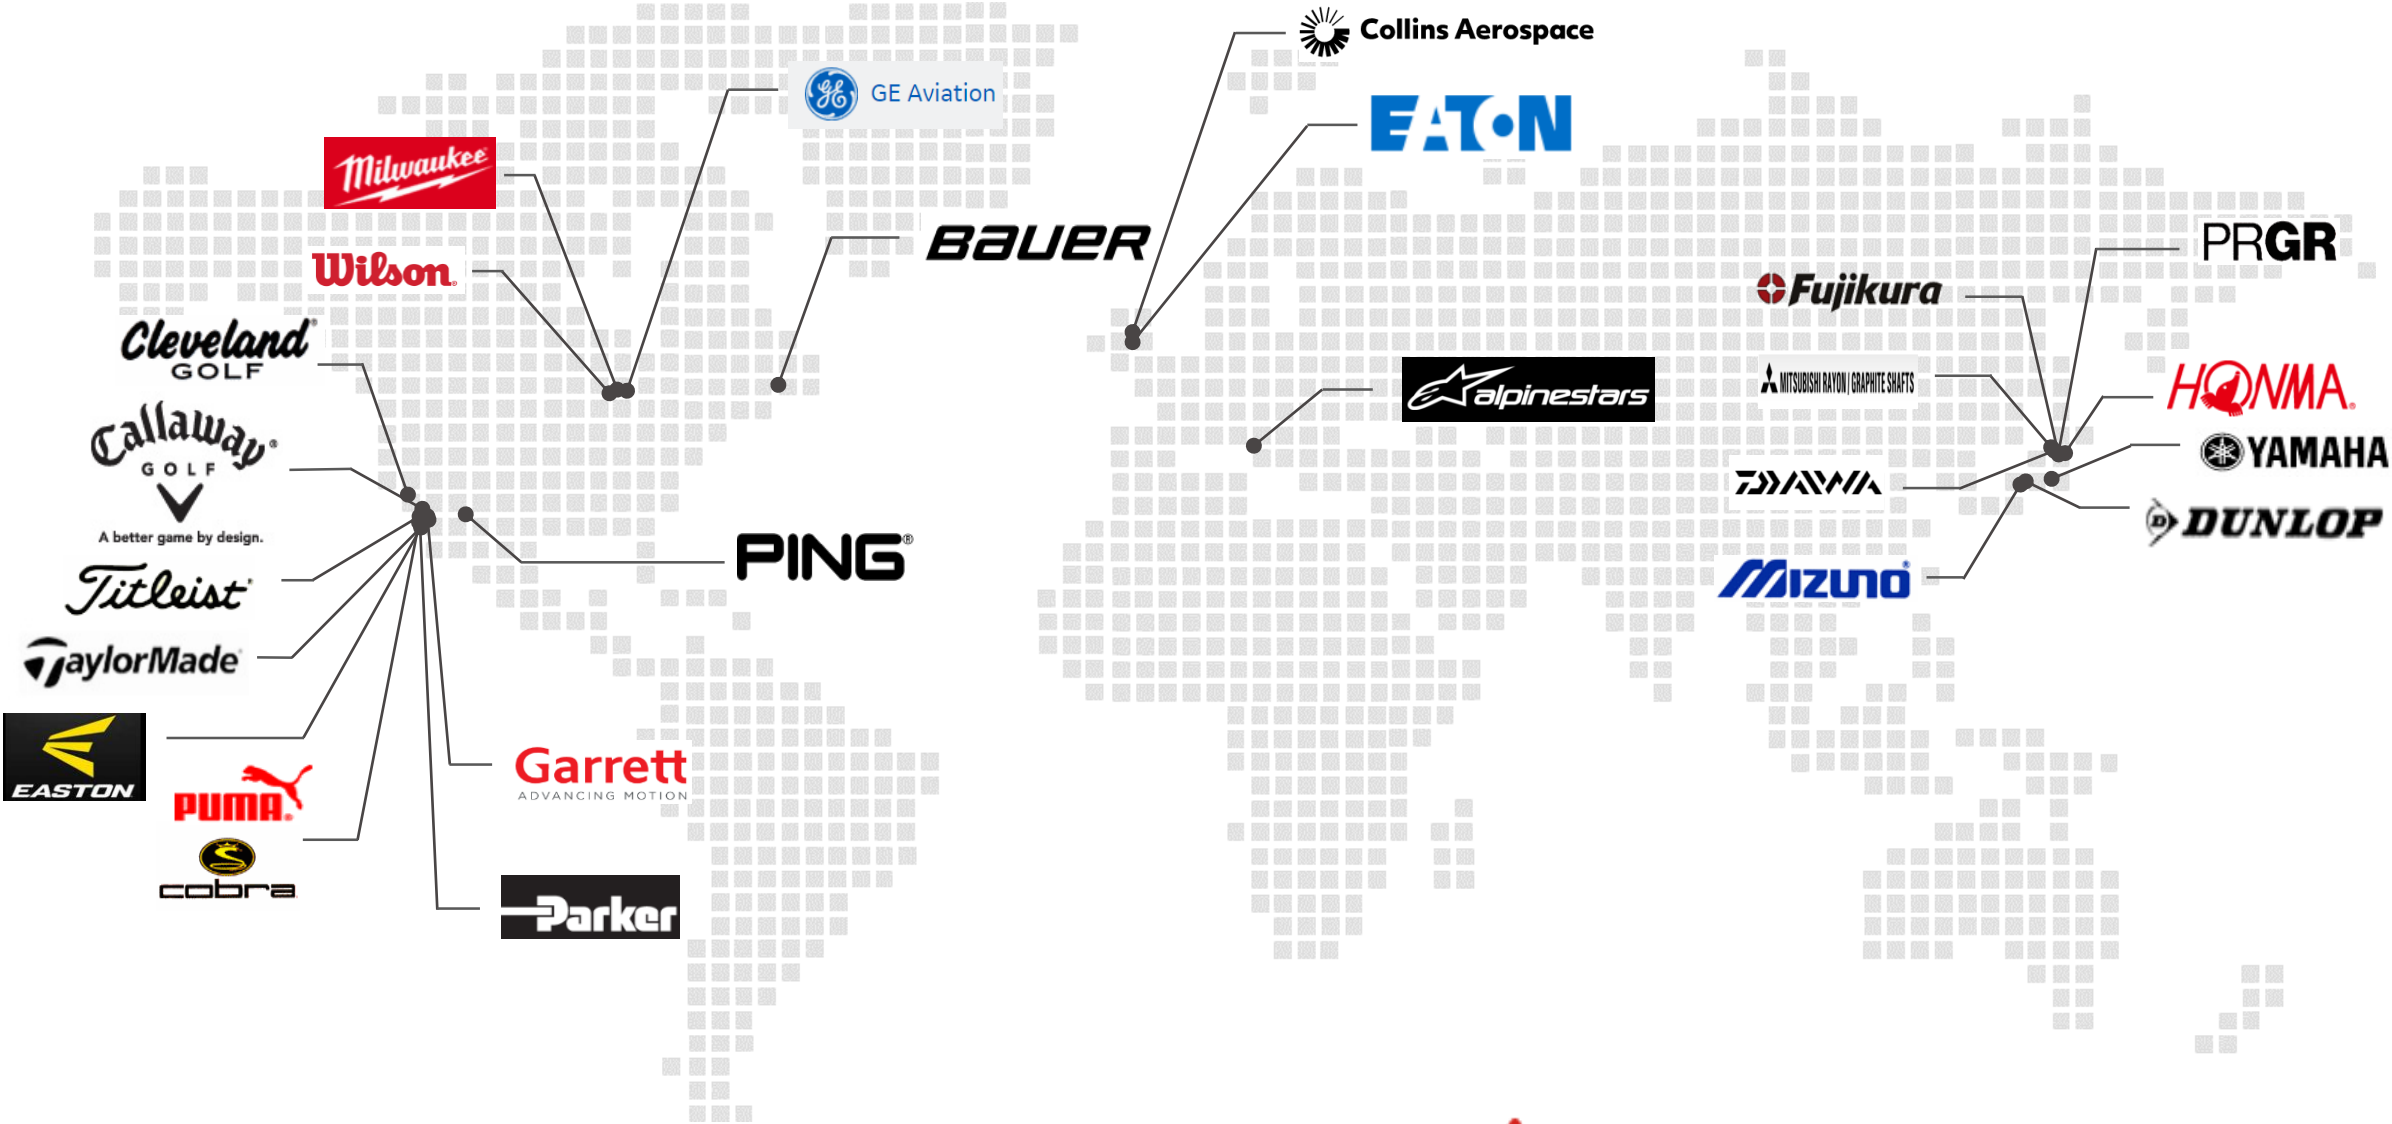 Collins Aerospace
GE Aviation
EATON
Milwaukee
BAUER
PRGR
Wilson
Fujikura
Cleveland®
GOLF
alpinestars
MITSUBISHI RAYON | GRAPHITE SHAFTS
HONMA
Callaway®
GOLF
A better game by design.
YAMAHA
DAIWA
DUNLOP
PING®
Titleist
MIZUNO®
TaylorMade
EASTON
Garrett
ADVANCING MOTION
PUMA®
cobra
Parker